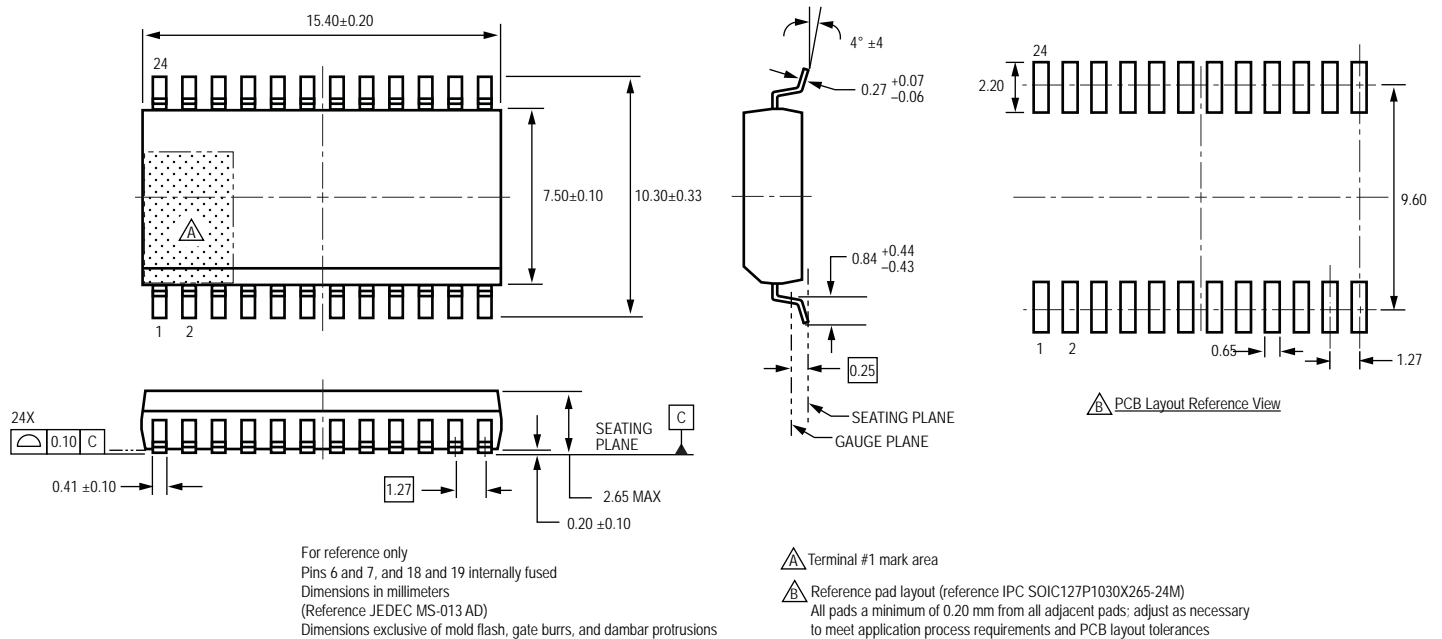 15.40±0.20
24
7.50±0.10
10.30±0.33
A
1 2
4° ±4
0.27 +0.07
−0.06
0.84 +0.44
−0.43
0.25
SEATING PLANE
GAUGE PLANE
24
2.20
9.60
1 2
0.65
1.27
B PCB Layout Reference View
24X
0.10 C
SEATING
PLANE
C
0.41 ±0.10
1.27
2.65 MAX
0.20 ±0.10
For reference only
Pins 6 and 7, and 18 and 19 internally fused
Dimensions in millimeters
(Reference JEDEC MS-013 AD)
Dimensions exclusive of mold flash, gate burrs, and dambar protrusions
A Terminal #1 mark area
B Reference pad layout (reference IPC SOIC127P1030X265-24M)
All pads a minimum of 0.20 mm from all adjacent pads; adjust as necessary
to meet application process requirements and PCB layout tolerances